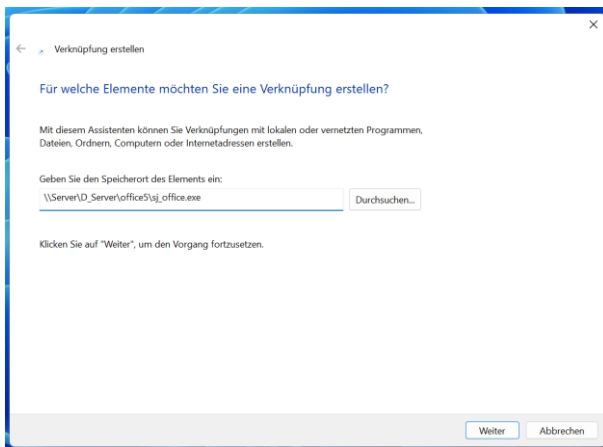 Verknüpfung erstellen
Für welche Elemente möchten Sie eine Verknüpfung erstellen?
Mit diesem Assistenten können Sie Verknüpfungen mit lokalen oder vernetzten Programmen,
Dateien, Ordnern, Computern oder Internetadressen erstellen.
Geben Sie den Speicherort des Elements ein:
\\Server\D_Server\office5\sj_office.exe
Durchsuchen...
Klicken Sie auf "Weiter", um den Vorgang fortzusetzen.
Weiter
Abbrechen